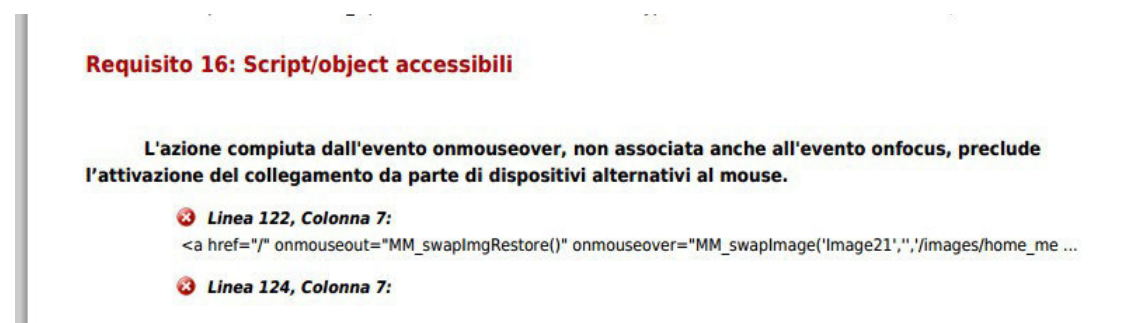 Requisito 16: Script/object accessibili
L'azione compiuta dall'evento onmouseover, non associata anche all'evento onfocus, preclude
l’attivazione del collegamento da parte di dispositivi alternativi al mouse.
Linea 122, Colonna 7:
<a href="/" onmouseout="MM_swapImgRestore()" onmouseover="MM_swapImage('Image21','','/images/home_me ...
Linea 124, Colonna 7: